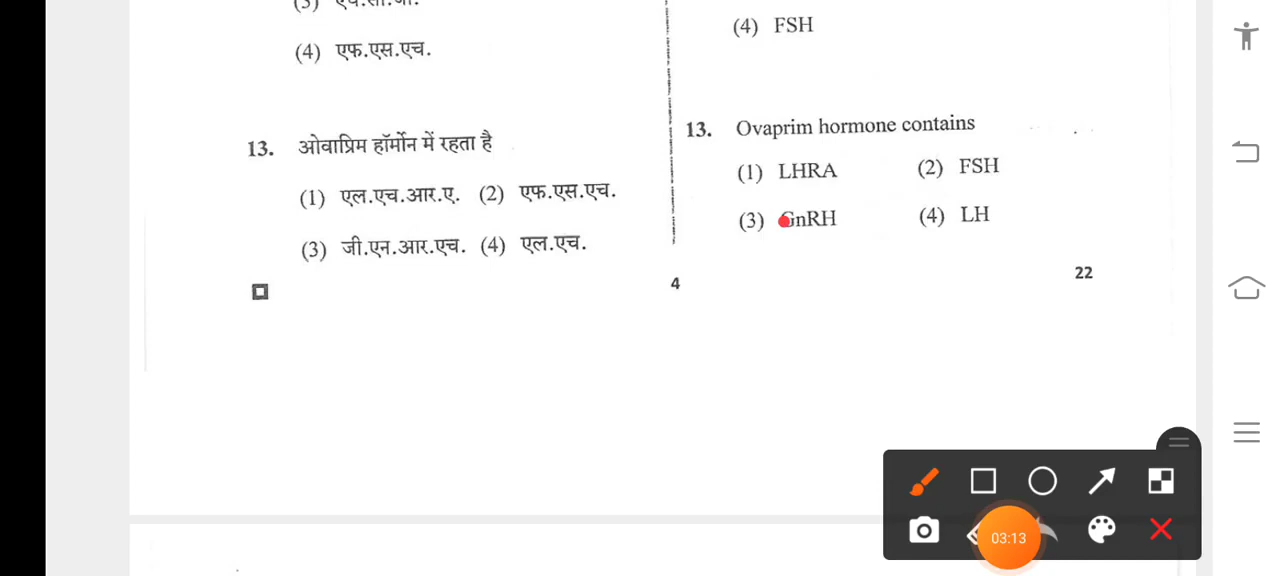 (4) एफ.एस.एच.
13. ओवाप्रिम हॉर्मोन में रहता है
(1) एल.एच.आर.ए. (2) एफ.एस.एच.
(3) जी.एन.आर.एच. (4) एल.एच.
(4) FSH
13. Ovaprim hormone contains
(1) LHRA (2) FSH
(3) GnRH (4) LH
4
22
03:13